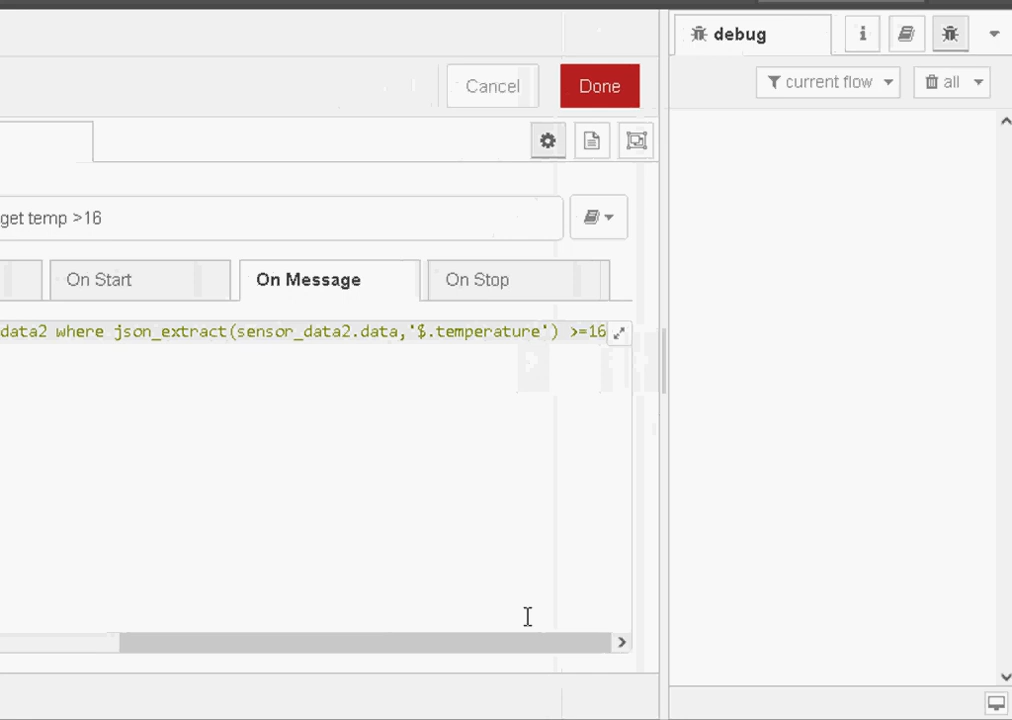 debug
Cancel
Done
current flow
all
get temp >16
On Start
On Message
On Stop
data2 where json_extract(sensor_data2.data,'$.temperature') >=16